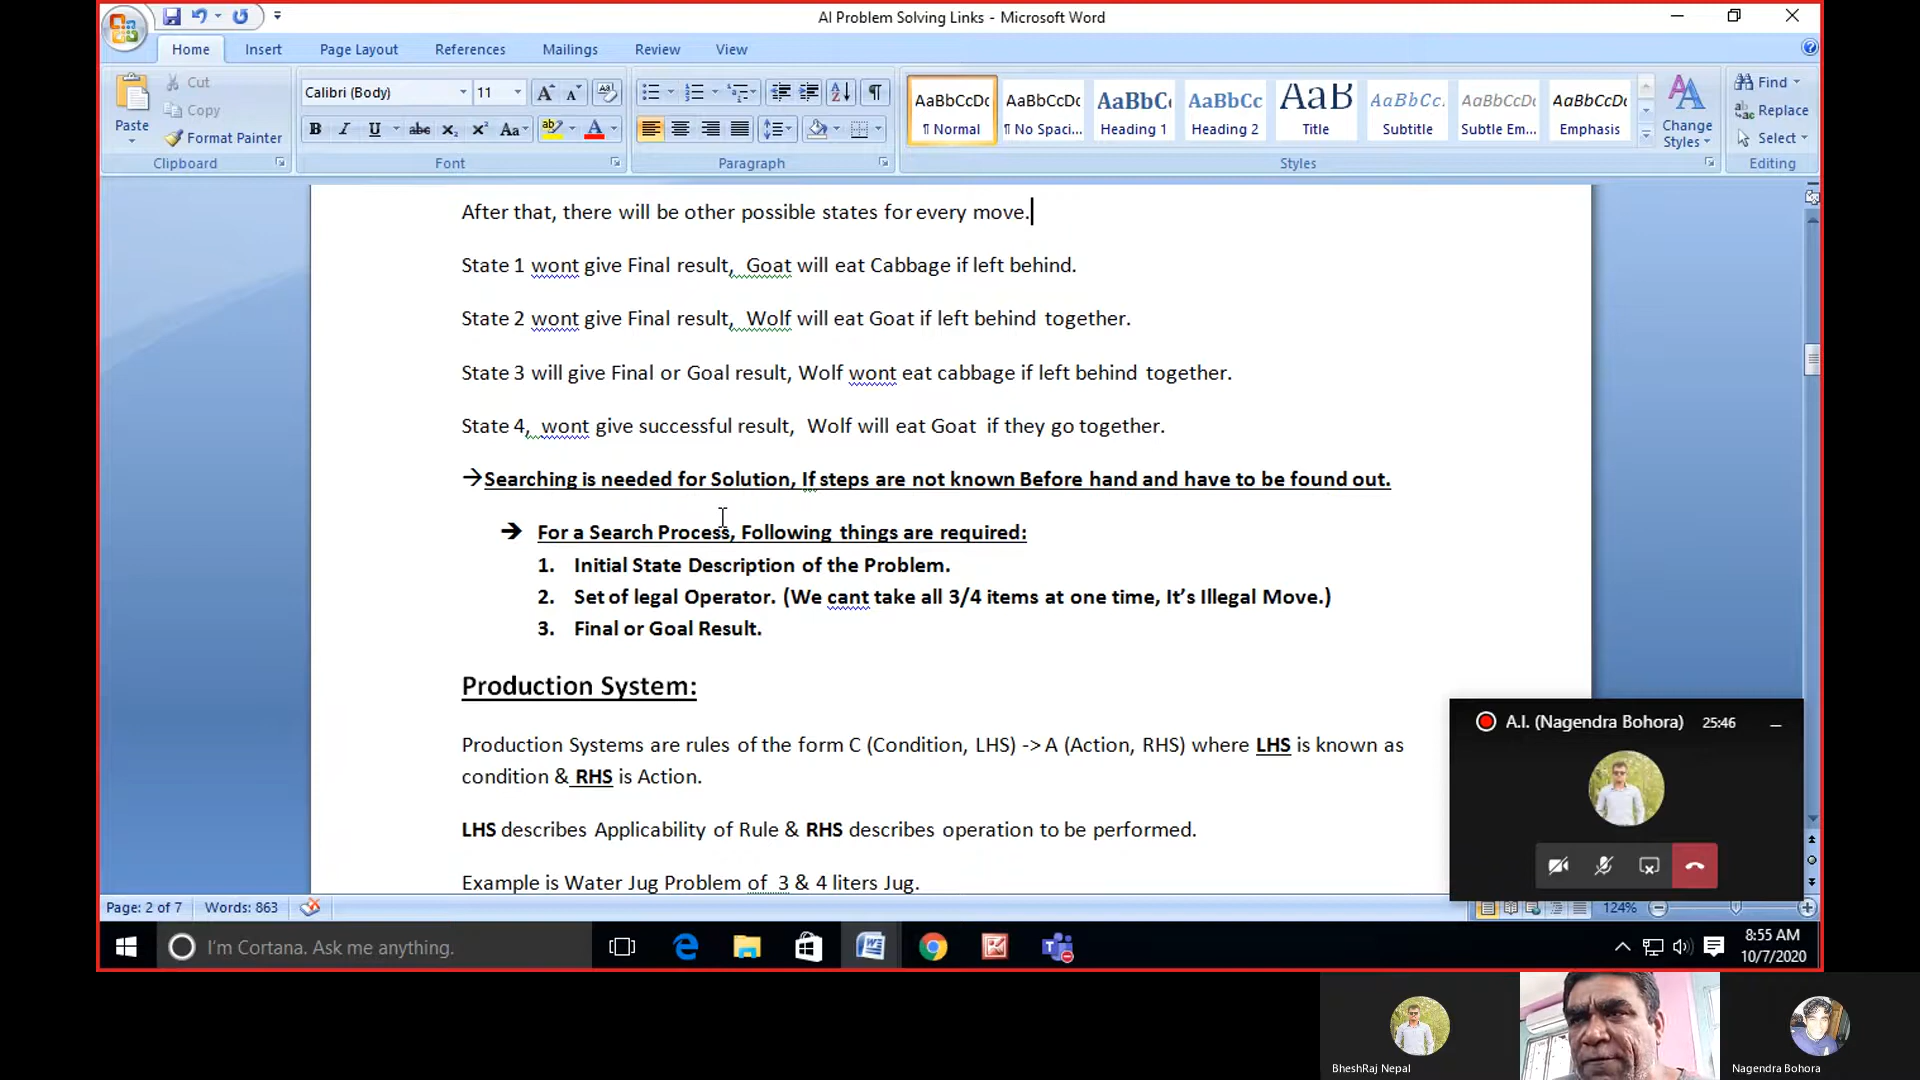 AI Problem Solving Links - Microsoft Word
Home Insert Page Layout References Mailings Review View
Paste
Cut
Copy
Format Painter
Clipboard
Calibri (Body) 11
Font
Paragraph
AaBbCcDc AaBbCcDc AaBbC AaBbCc AaB AaBbCc. AaBbCcDc AaBbCcDc
¶ Normal ¶ No Spaci... Heading 1 Heading 2 Title Subtitle Subtle Em... Emphasis
Change Styles
Styles
Find
Replace
Select
Editing
After that, there will be other possible states for every move.
State 1 wont give Final result,  Goat will eat Cabbage if left behind.
State 2 wont give Final result,  Wolf will eat Goat if left behind together.
State 3 will give Final or Goal result, Wolf wont eat cabbage if left behind together.
State 4,  wont give successful result,  Wolf will eat Goat  if they go together.
→Searching is needed for Solution, If steps are not known Before hand and have to be found out.
➔ For a Search Process, Following things are required:
1. Initial State Description of the Problem.
2. Set of legal Operator. (We cant take all 3/4 items at one time, It's Illegal Move.)
3. Final or Goal Result.
Production System:
Production Systems are rules of the form C (Condition, LHS) -> A (Action, RHS) where LHS is known as
condition & RHS is Action.
LHS describes Applicability of Rule & RHS describes operation to be performed.
Example is Water Jug Problem of  3 & 4 liters Jug.
A.I. (Nagendra Bohora) 25:46
Page: 2 of 7 Words: 863 124%
I'm Cortana. Ask me anything.
8:55 AM
10/7/2020
BheshRaj Nepal
Nagendra Bohora